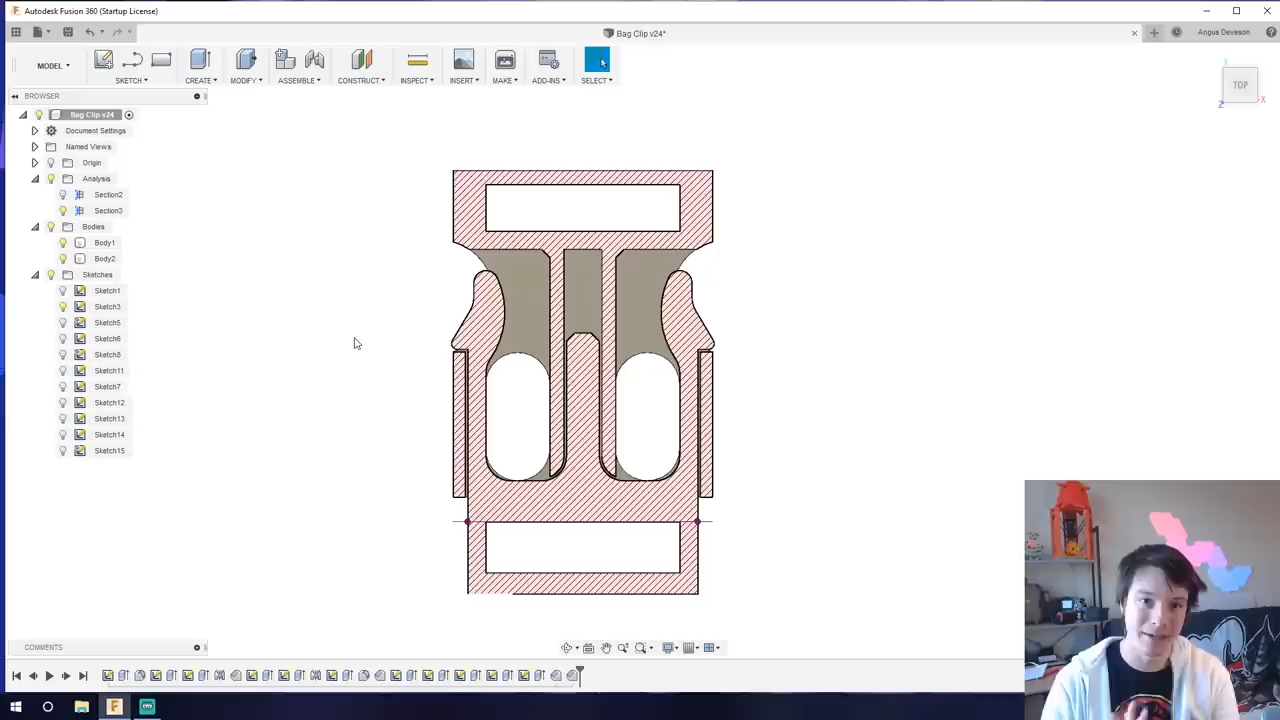 Autodesk Fusion 360 (Startup License)
Bag Clip v24*
Angus Deveson
MODEL
SKETCH
CREATE
MODIFY
ASSEMBLE
CONSTRUCT
INSPECT
INSERT
MAKE
ADD-INS
SELECT
TOP
Y
X
Z
BROWSER
Bag Clip v24
Document Settings
Named Views
Origin
Analysis
Section2
Section3
Bodies
Body1
Body2
Sketches
Sketch1
Sketch3
Sketch5
Sketch6
Sketch8
Sketch11
Sketch7
Sketch12
Sketch13
Sketch14
Sketch15
COMMENTS